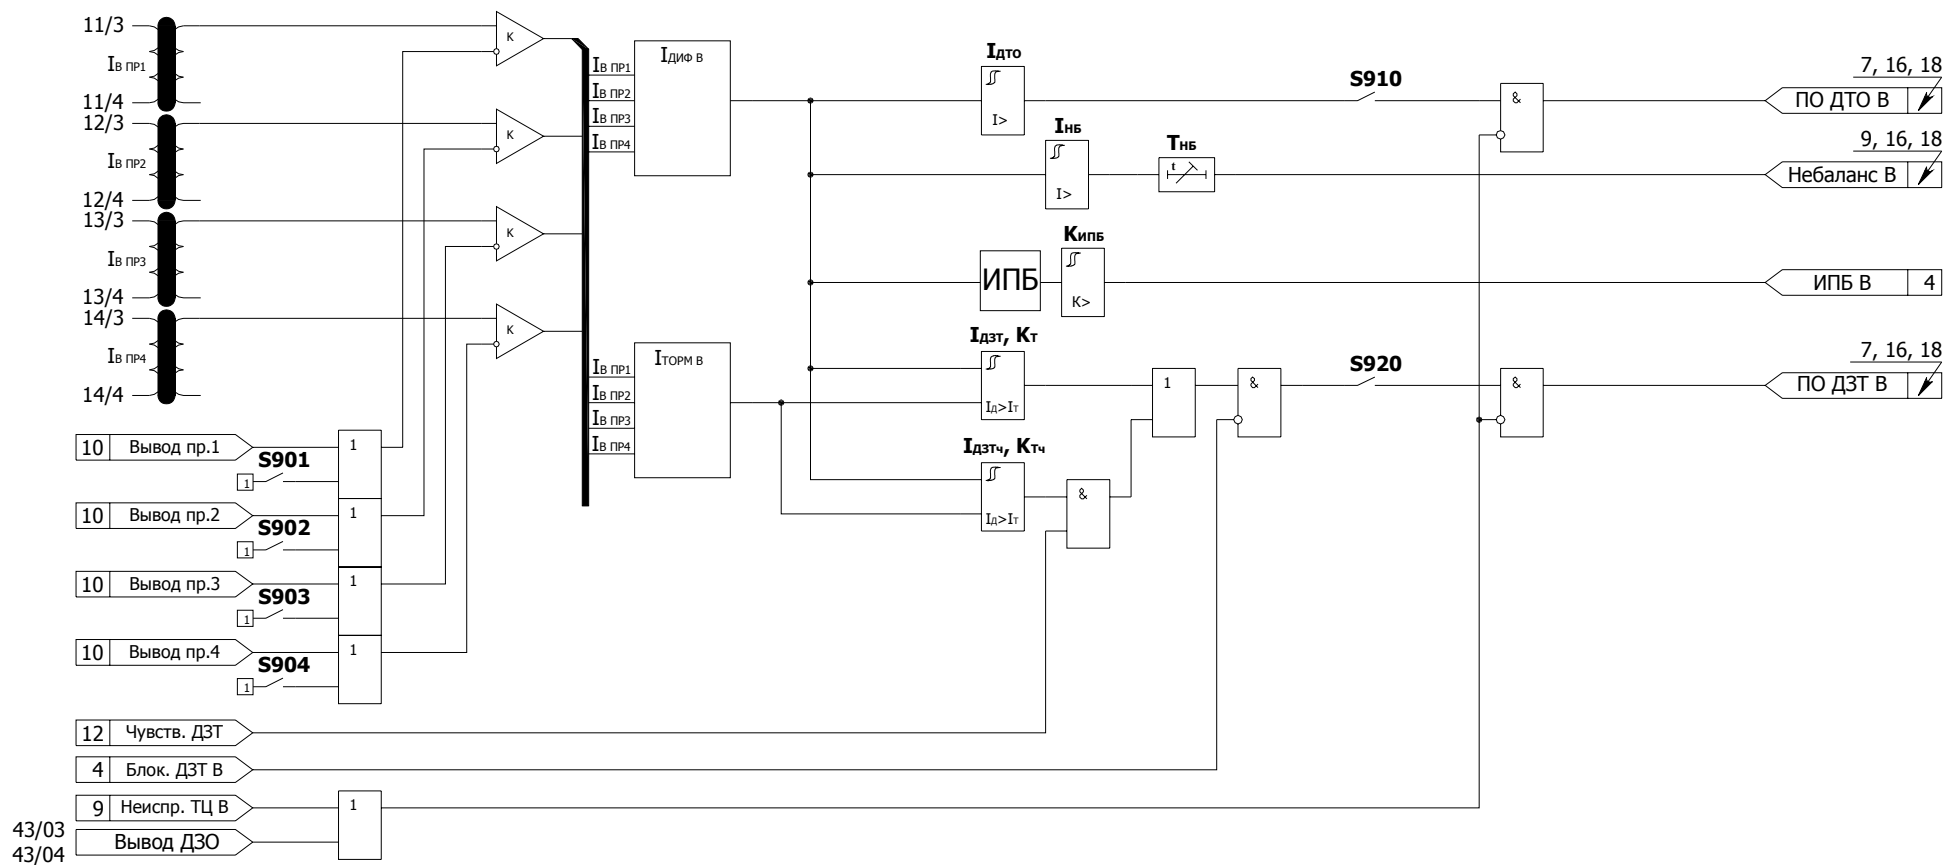 11/3
IВ ПР1
11/4
12/3
IВ ПР2
12/4
13/3
IВ ПР3
13/4
14/3
IВ ПР4
14/4
К
К
К
К
IВ ПР1
IВ ПР2
IВ ПР3
IВ ПР4
IДИФ В
IВ ПР1
IВ ПР2
IВ ПР3
IВ ПР4
IТОРМ В
10 Вывод пр.1
S901
1
1
10 Вывод пр.2
S902
1
1
10 Вывод пр.3
S903
1
1
10 Вывод пр.4
S904
1
1
12 Чувств. ДЗТ
4 Блок. ДЗТ В
9 Неиспр. ТЦ В
43/03
43/04
Вывод ДЗО
1
Iдто
I>
S910
&
7, 16, 18
ПО ДТО В
Iнб
I>
Tнб
t
9, 16, 18
Небаланс В
ИПБ
Kипб
K>
ИПБ В 4
Iдзт, Kт
Iд>Iт
1
&
S920
&
7, 16, 18
ПО ДЗТ В
Iдзтч, Kтч
Iд>Iт
&